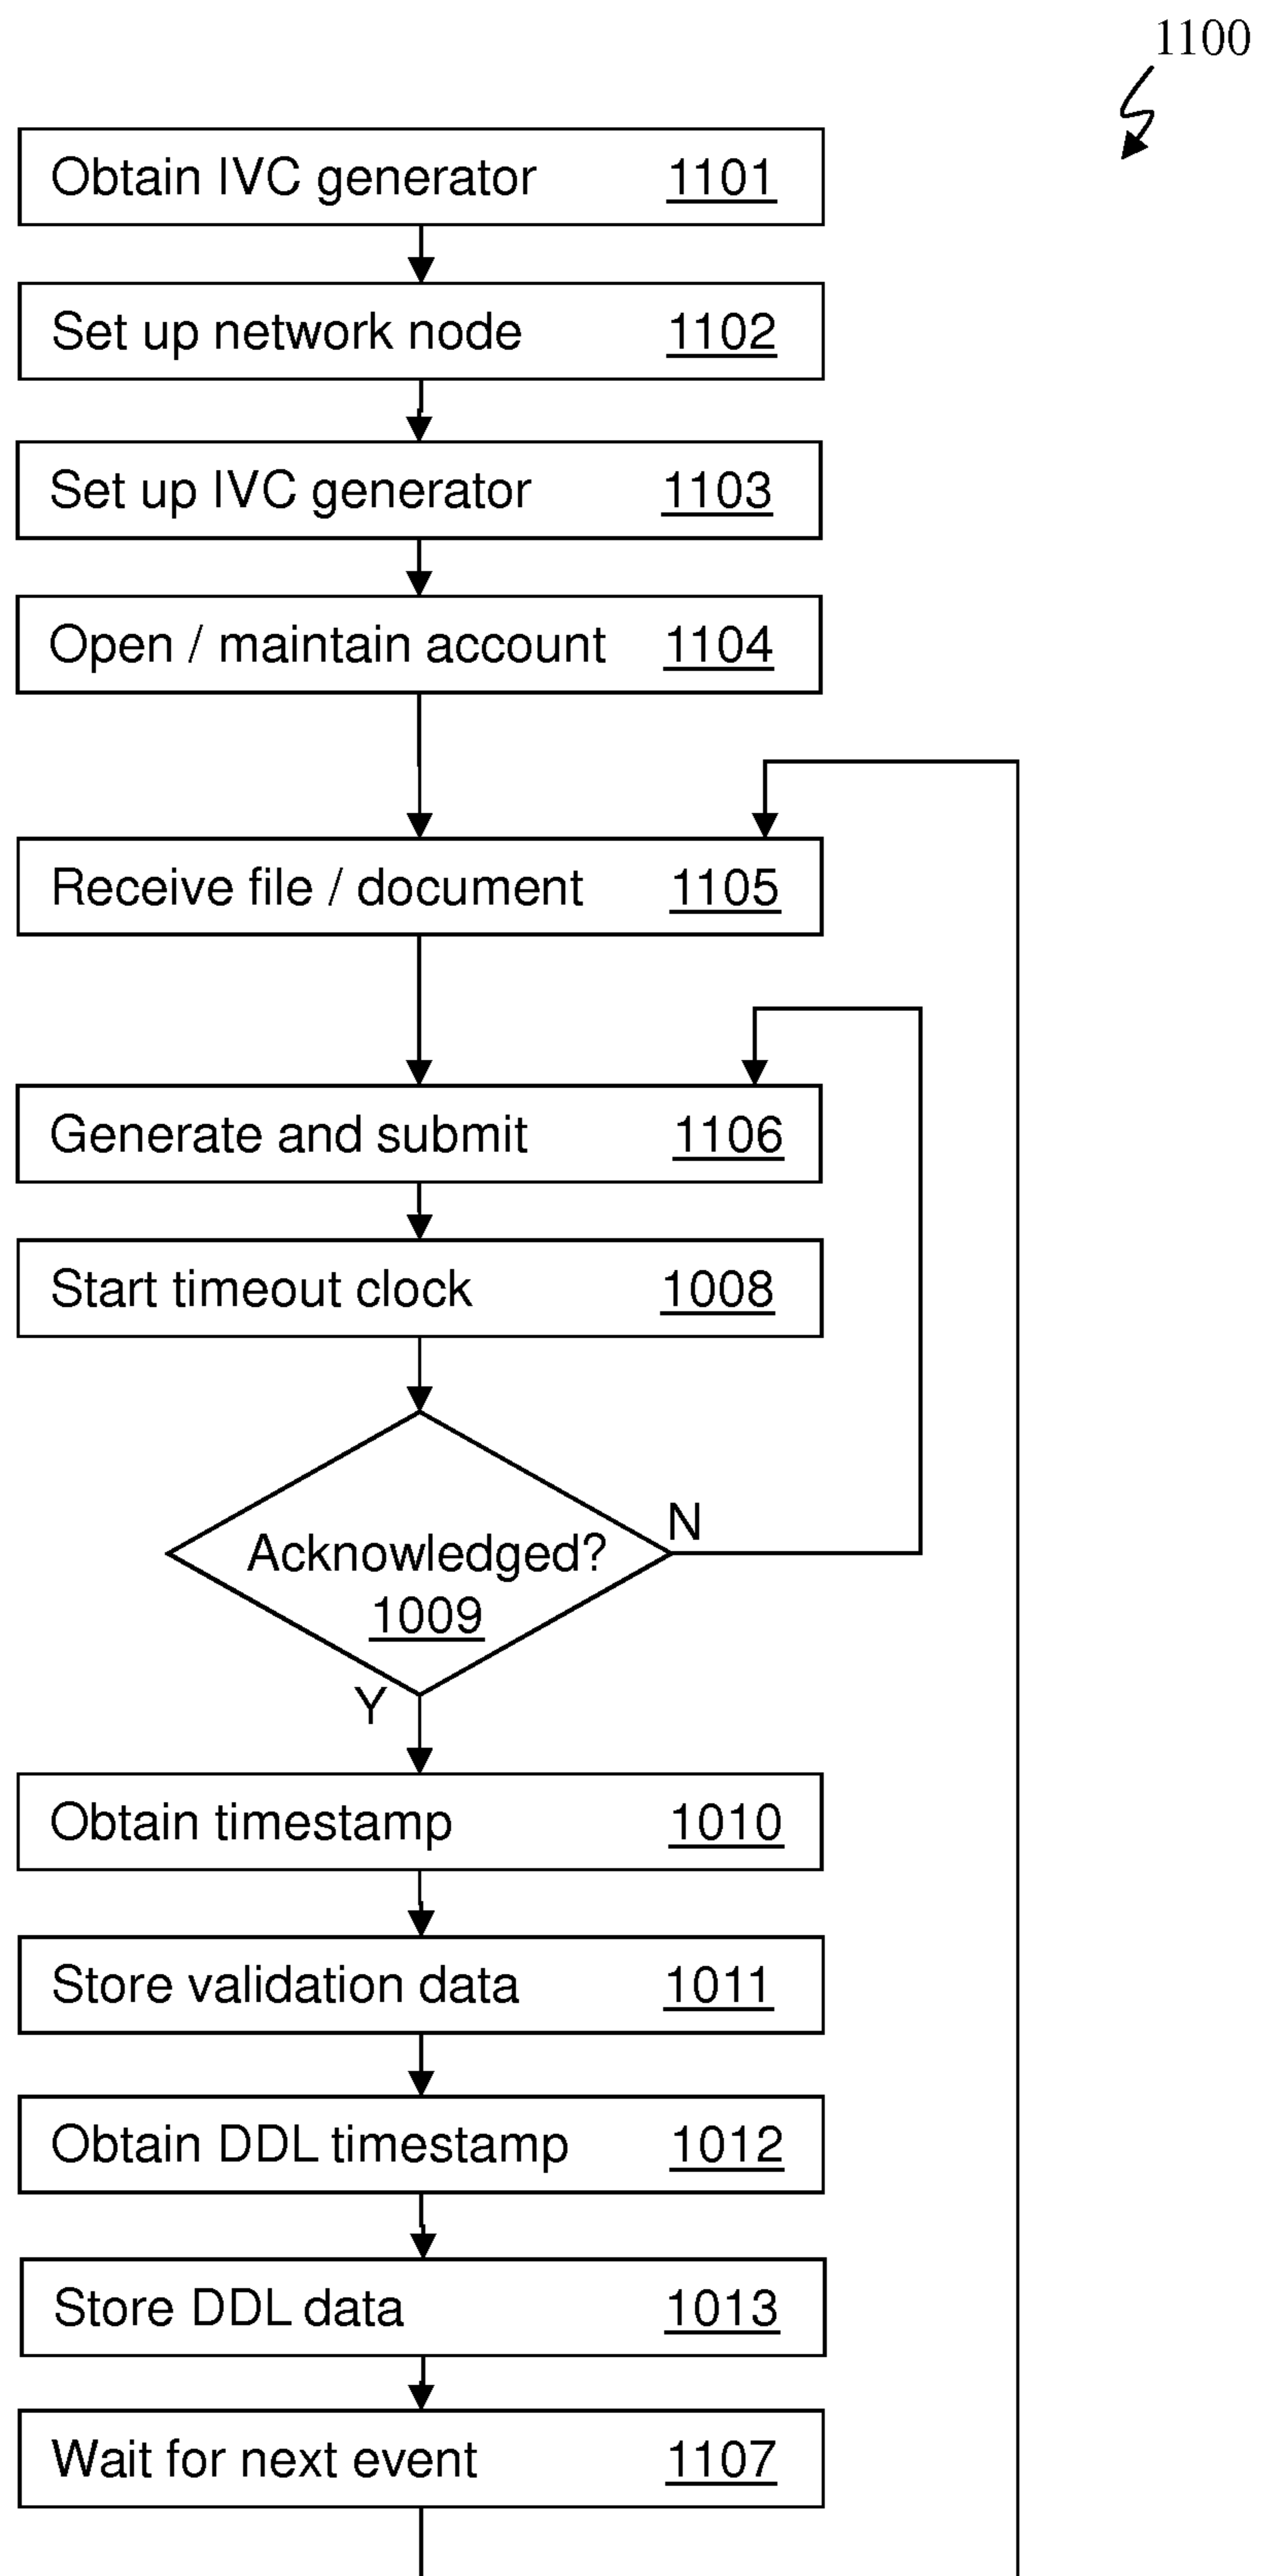 1100
Obtain IVC generator 1101
Set up network node 1102
Set up IVC generator 1103
Open / maintain account 1104
Receive file / document 1105
Generate and submit 1106
Start timeout clock 1008
N
Acknowledged?
1009
Y
Obtain timestamp 1010
Store validation data 1011
Obtain DDL timestamp 1012
Store DDL data 1013
Wait for next event 1107